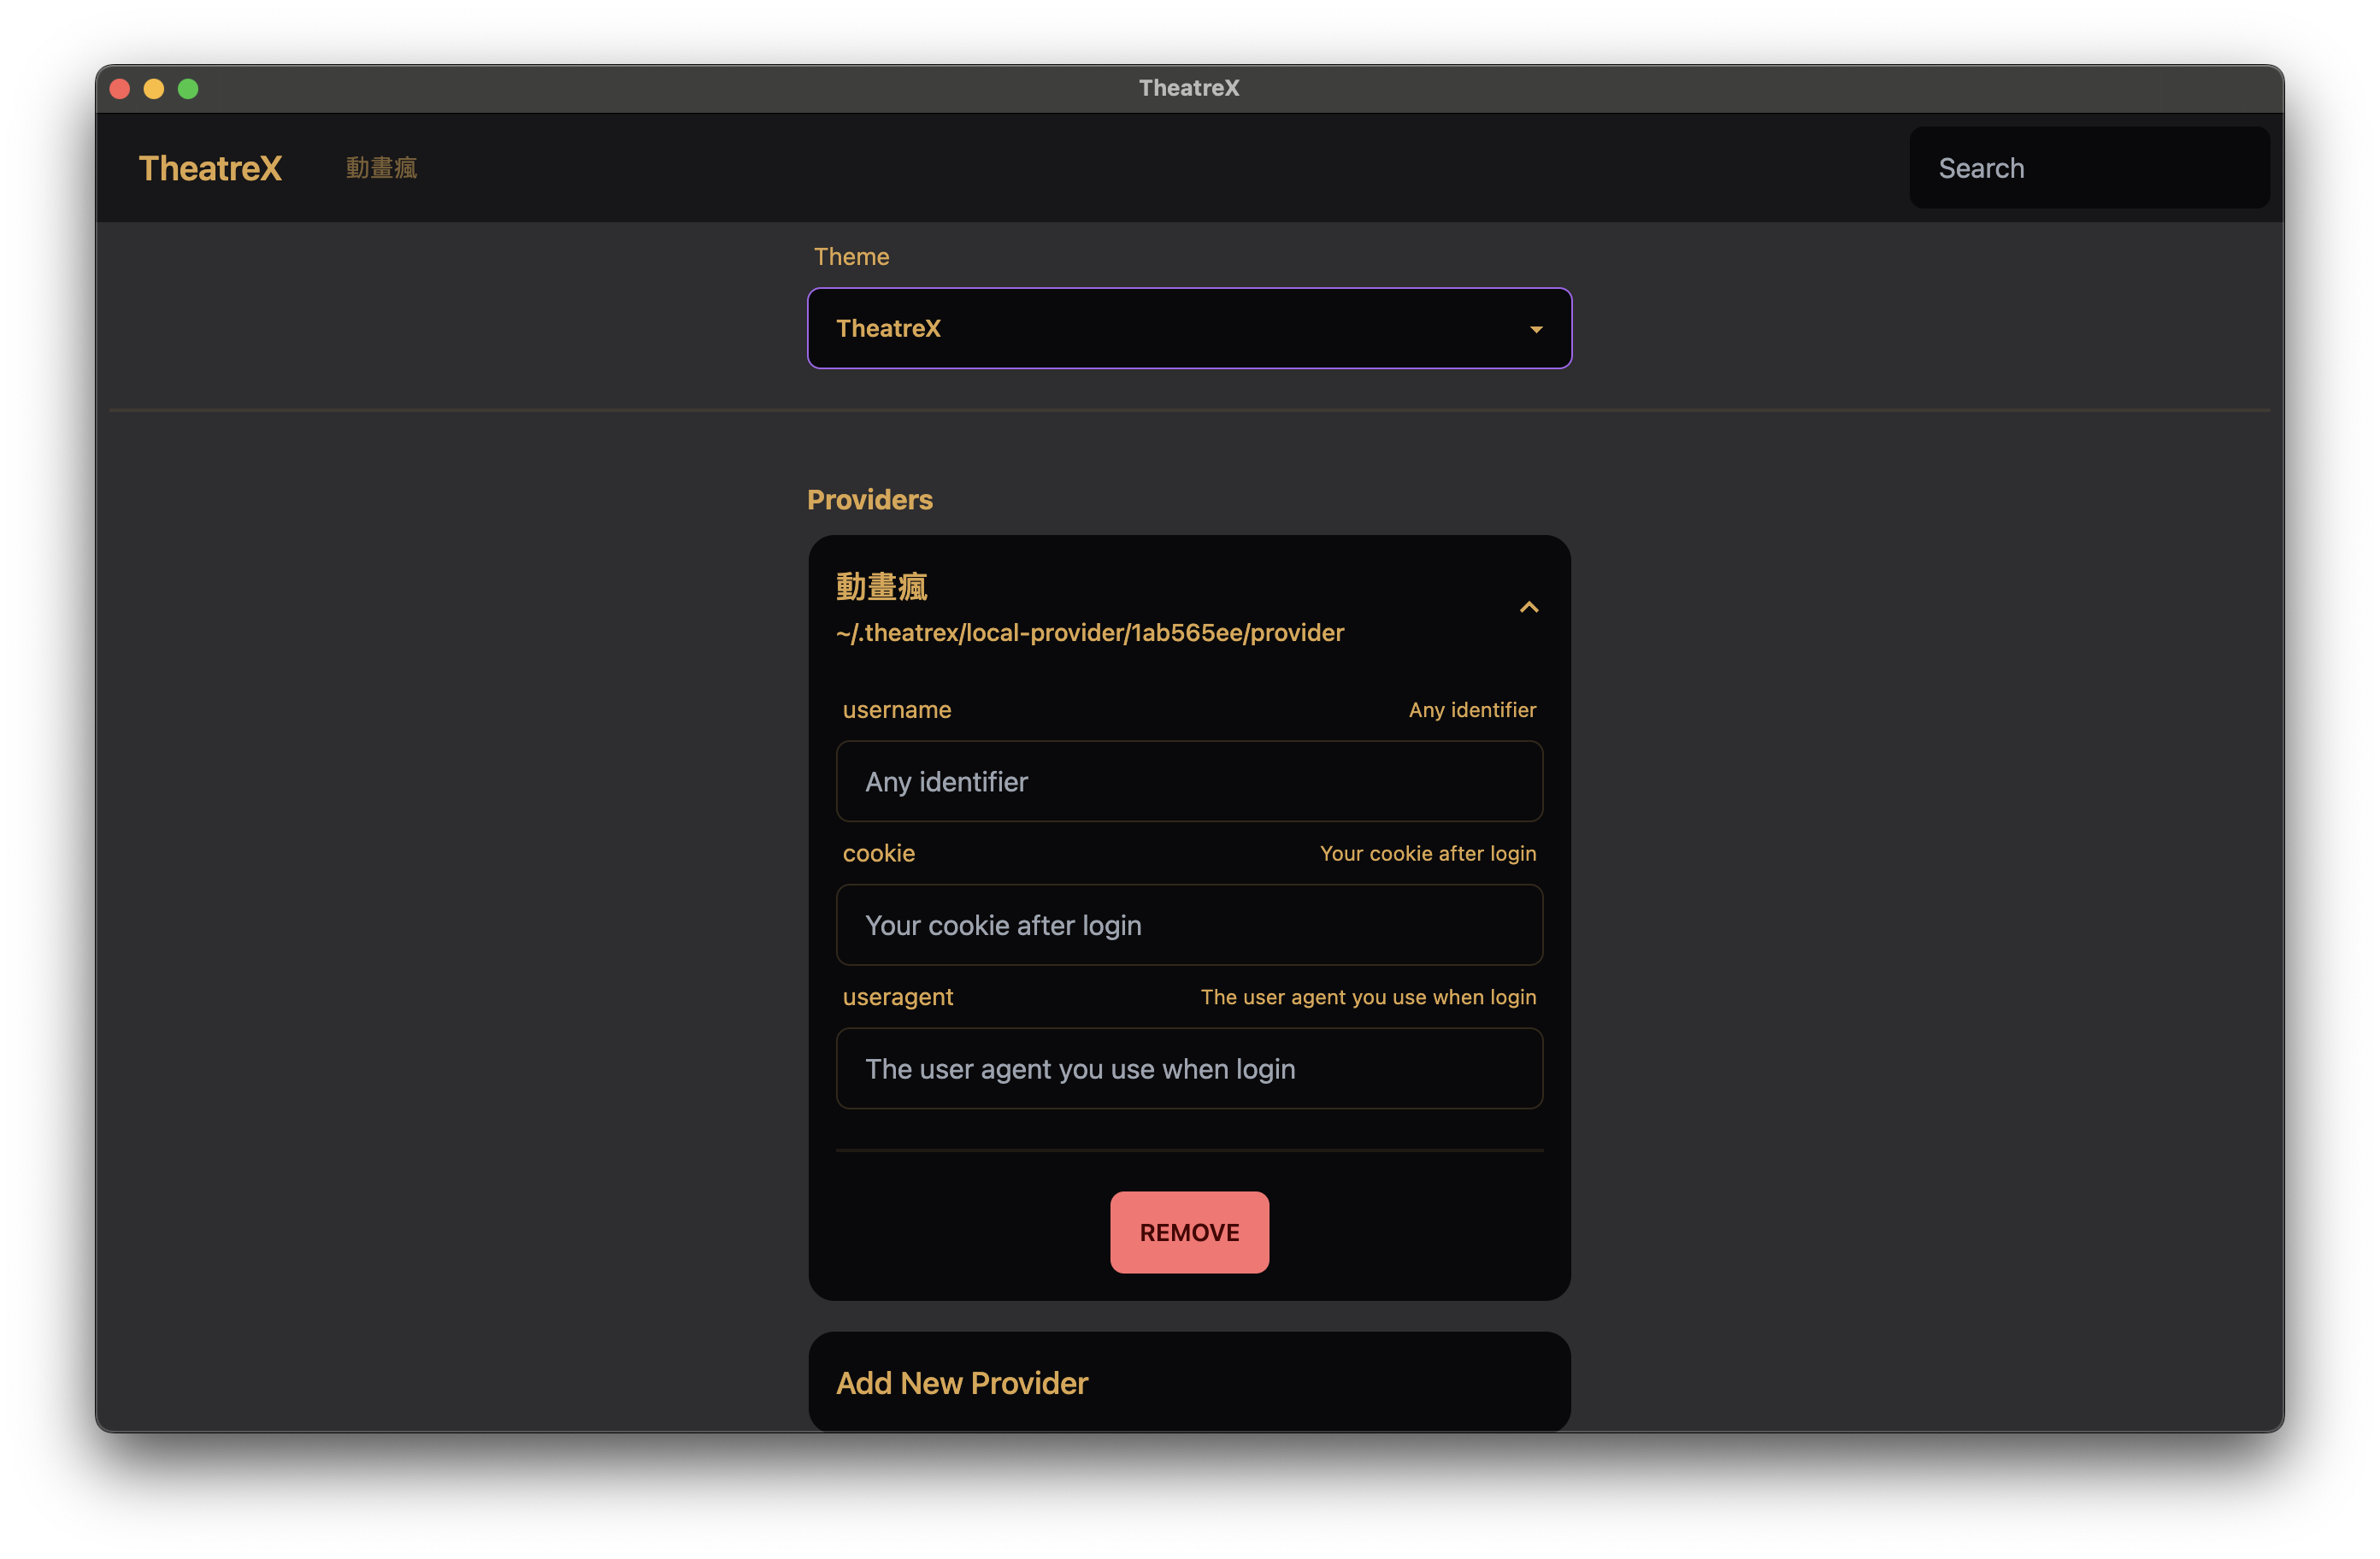 TheatreX
TheatreX
動畫瘋
Search
Theme
TheatreX
Providers
動畫瘋
~/.theatrex/local-provider/1ab565ee/provider
username
Any identifier
Any identifier
cookie
Your cookie after login
Your cookie after login
useragent
The user agent you use when login
The user agent you use when login
REMOVE
Add New Provider